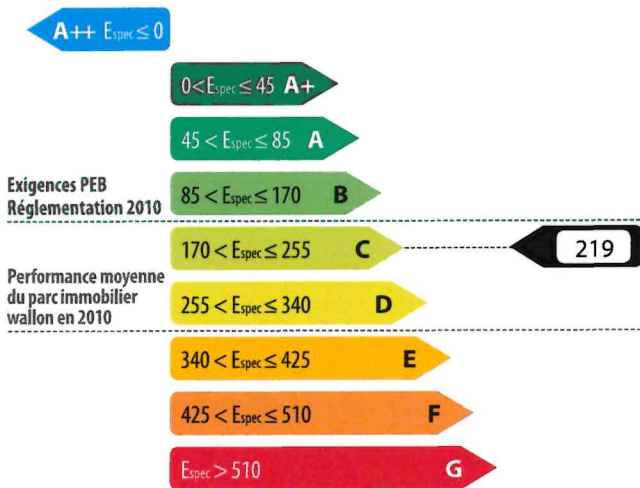 A++ Espec ≤ 0
0<Espec ≤ 45 A+
45 < Espec ≤ 85 A
Exigences PEB
Réglementation 2010
85 < Espec ≤ 170 B
170 < Espec ≤ 255 C
219
Performance moyenne
du parc immobilier
wallon en 2010
255 < Espec ≤ 340 D
340 < Espec ≤ 425 E
425 < Espec ≤ 510 F
Espec > 510 G